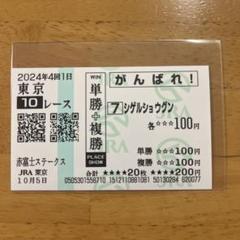 2024年4回1日
東京
10レース
赤富士ステークス
JRA 東京
10月5日
WIN
単勝+複勝
PLACE SHOW
がんばれ!
7 シゲルショウグン
各☆☆☆100円
単勝 ☆☆☆100円
複勝 ☆☆☆100円
合計 ★★★★20枚 ★★★★200円